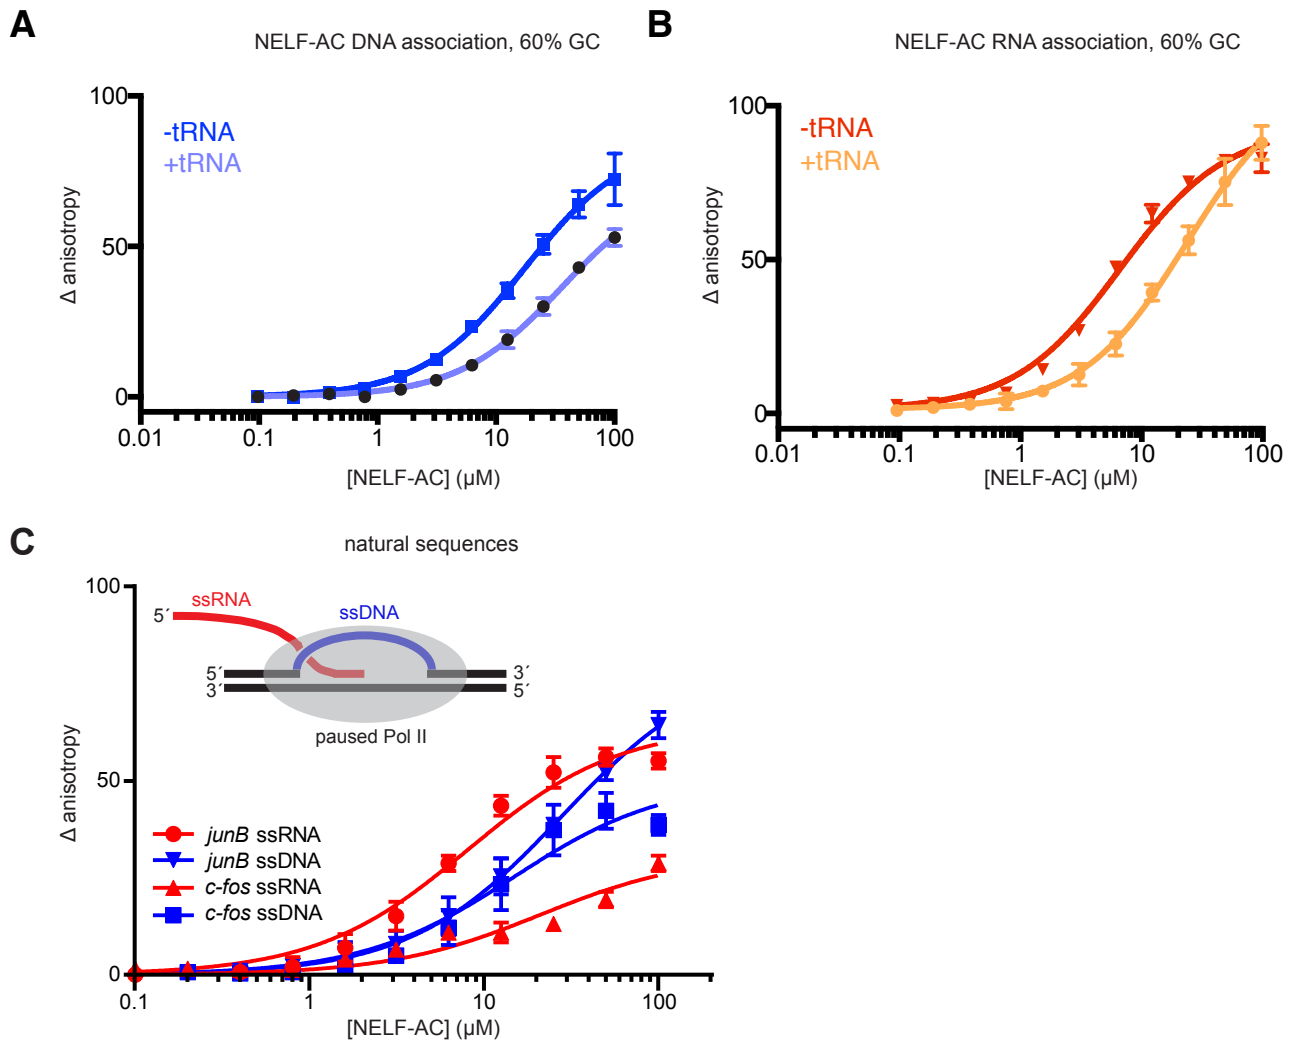 A
NELF-AC DNA association, 60% GC
100
50
0
Δ anisotropy
-tRNA
+tRNA
0.01 0.1 1 10 100
[NELF-AC] (µM)
B
NELF-AC RNA association, 60% GC
100
50
0
Δ anisotropy
-tRNA
+tRNA
0.01 0.1 1 10 100
[NELF-AC] (µM)
C
natural sequences
100
50
0
Δ anisotropy
ssRNA
5´
ssDNA
5´ 3´
3´ 5´
paused Pol II
junB ssRNA
junB ssDNA
c-fos ssRNA
c-fos ssDNA
0.1 1 10 100
[NELF-AC] (µM)